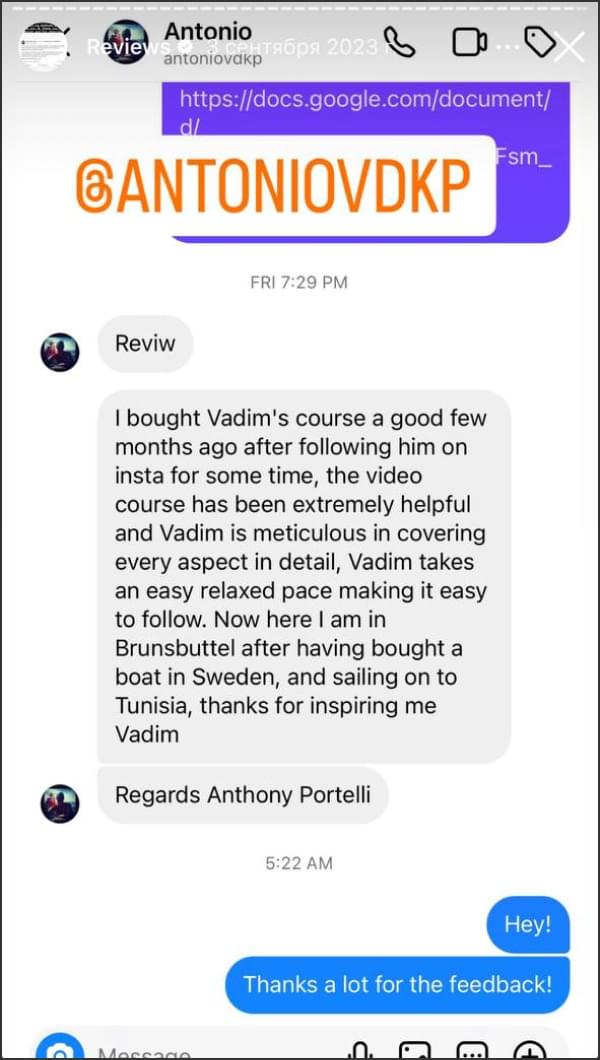 Antonio
Reviews 3 сентября 2023 г
antoniovdkp
https://docs.google.com/document/
d/
Fsm_
@ANTONIOVDKP
FRI 7:29 PM
Reviw
I bought Vadim's course a good few
months ago after following him on
insta for some time, the video
course has been extremely helpful
and Vadim is meticulous in covering
every aspect in detail, Vadim takes
an easy relaxed pace making it easy
to follow. Now here I am in
Brunsbuttel after having bought a
boat in Sweden, and sailing on to
Tunisia, thanks for inspiring me
Vadim
Regards Anthony Portelli
5:22 AM
Hey!
Thanks a lot for the feedback!
Message